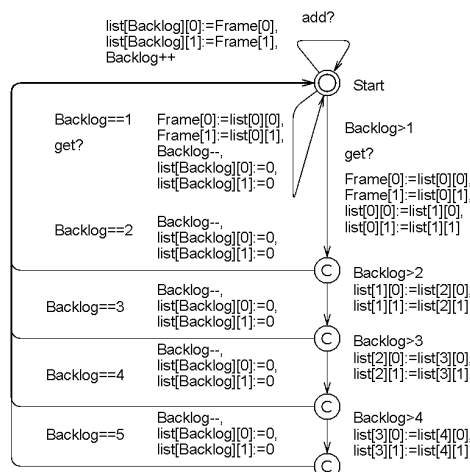 add?
list[Backlog][0]:=Frame[0],
list[Backlog][1]:=Frame[1],
Backlog++
Start
Backlog==1
get?
Frame[0]:=list[0][0],
Frame[1]:=list[0][1],
Backlog--,
list[Backlog][0]:=0,
list[Backlog][1]:=0
Backlog>1
get?
Frame[0]:=list[0][0],
Frame[1]:=list[0][1],
list[0][0]:=list[1][0],
list[0][1]:=list[1][1]
Backlog==2
Backlog--,
list[Backlog][0]:=0,
list[Backlog][1]:=0
C
Backlog>2
list[1][0]:=list[2][0],
list[1][1]:=list[2][1]
Backlog==3
Backlog--,
list[Backlog][0]:=0,
list[Backlog][1]:=0
C
Backlog>3
list[2][0]:=list[3][0],
list[2][1]:=list[3][1]
Backlog==4
Backlog--,
list[Backlog][0]:=0,
list[Backlog][1]:=0
C
Backlog>4
list[3][0]:=list[4][0],
list[3][1]:=list[4][1]
Backlog==5
Backlog--,
list[Backlog][0]:=0,
list[Backlog][1]:=0
C